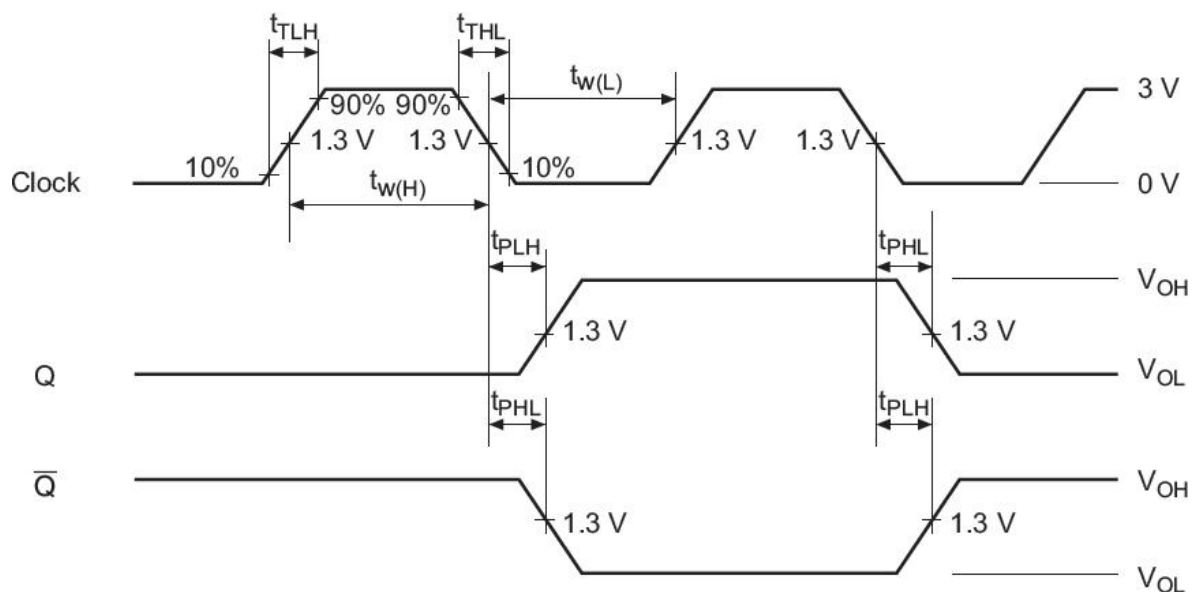 tTLH tTHL
tw(L)
3 V
90% 90%
1.3 V 1.3 V 1.3 V 1.3 V
10% 10%
Clock
tw(H)
0 V
tPLH tPHL
VOH
1.3 V 1.3 V
Q
VOL
tPHL tPLH
Q̅
VOH
1.3 V 1.3 V
VOL